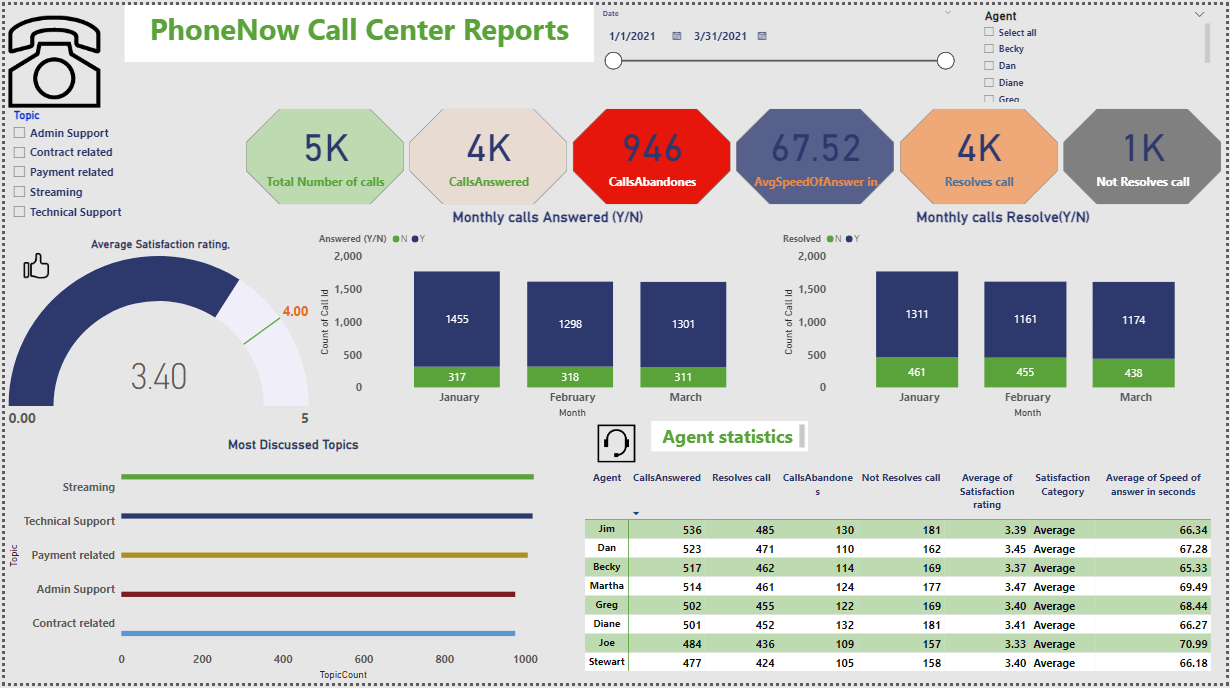 PhoneNow Call Center Reports
Date
1/1/2021 3/31/2021
Agent
Select all
Becky
Dan
Diane
Greg
Topic
Admin Support
Contract related
Payment related
Streaming
Technical Support
5K
Total Number of calls
4K
CallsAnswered
946
CallsAbandones
67.52
AvgSpeedOfAnswer in
4K
Resolves call
1K
Not Resolves call
Average Satisfaction rating,
4.00
3.40
0.00 5
Monthly calls Answered (Y/N)
Answered (Y/N) N Y
Count of Call Id
2,000
1,500
1,000
500
0
1455 1298 1301
317 318 311
January February March
Month
Monthly calls Resolve(Y/N)
Resolved N Y
Count of Call Id
2,000
1,500
1,000
500
0
1311 1161 1174
461 455 438
January February March
Month
Most Discussed Topics
Topic
Streaming
Technical Support
Payment related
Admin Support
Contract related
0 200 400 600 800 1000
TopicCount
Agent statistics
Agent CallsAnswered Resolves call CallsAbandone Not Resolves call Average of Satisfaction Average of Speed of
s Satisfaction Category answer in seconds
rating
Jim 536 485 130 181 3.39 Average 66.34
Dan 523 471 110 162 3.45 Average 67.28
Becky 517 462 114 169 3.37 Average 65.33
Martha 514 461 124 177 3.47 Average 69.49
Greg 502 455 122 169 3.40 Average 68.44
Diane 501 452 132 181 3.41 Average 66.27
Joe 484 436 109 157 3.33 Average 70.99
Stewart 477 424 105 158 3.40 Average 66.18